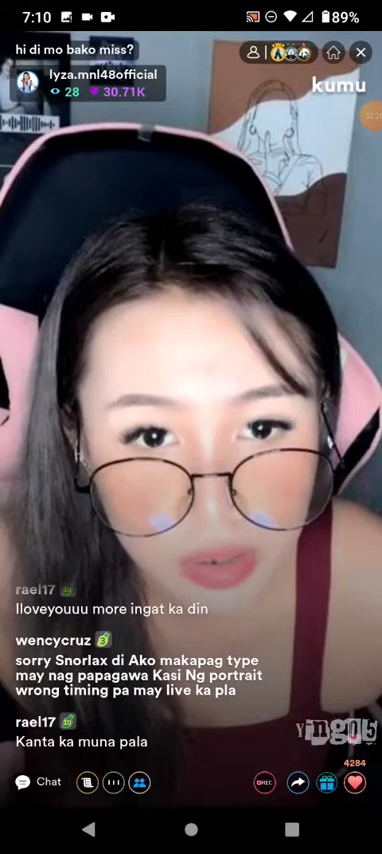 7:10
89%
hi di mo bako miss?
lyza.mnl48official
28
30.71K
kumu
rael17
Iloveyouuu more ingat ka din
wencycruz 3
sorry Snorlax di Ako makapag type
may nag papagawa Kasi Ng portrait
wrong timing pa may live ka pla
rael17
Kanta ka muna pala
4284
Chat
REC